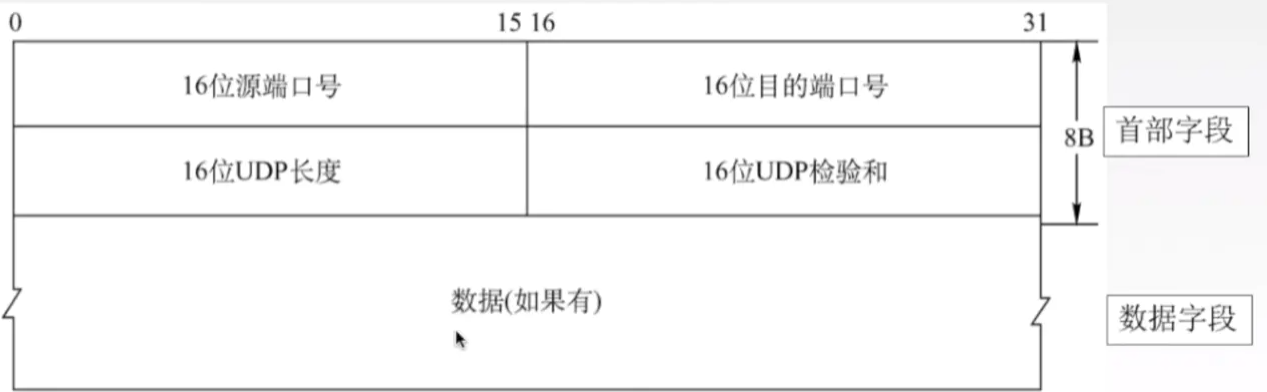 0 15 16 31
16位源端口号 16位目的端口号
8B 首部字段
16位UDP长度 16位UDP检验和
数据(如果有) 数据字段